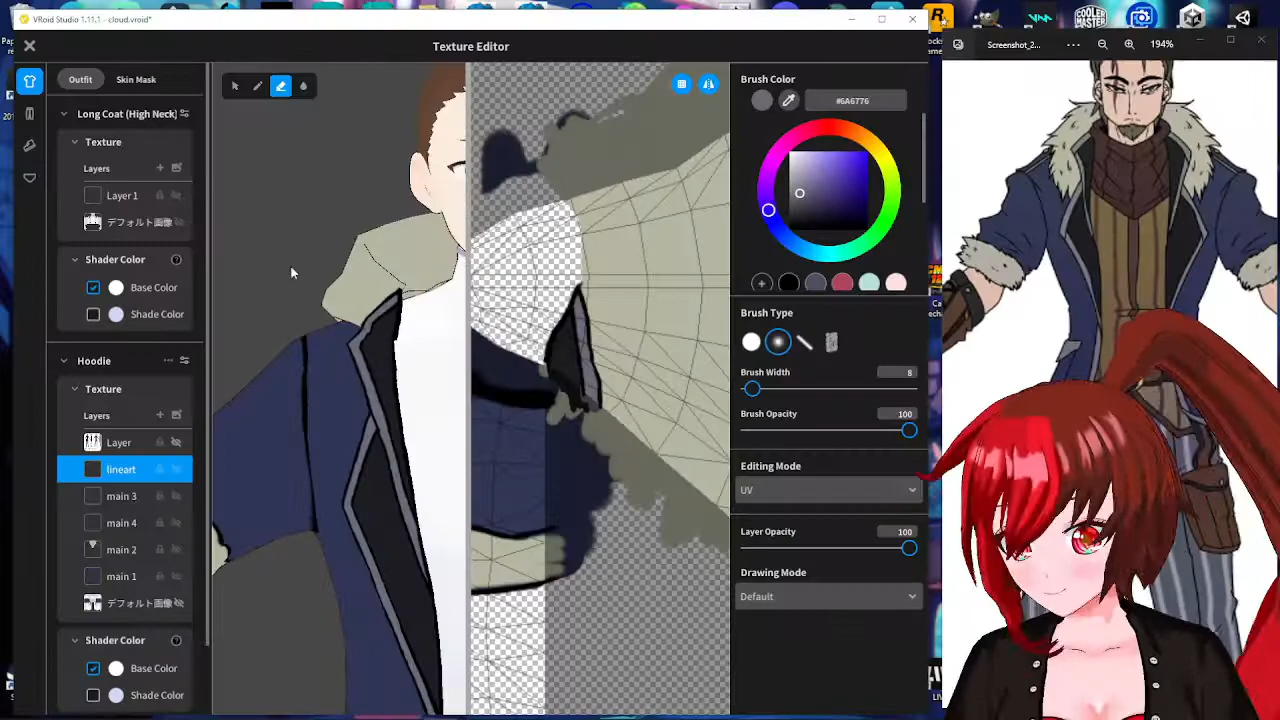 VRoid Studio 1.11.1 - cloud.vroid*
Texture Editor
Outfit
Skin Mask
Long Coat (High Neck)
Texture
Layers
Layer 1
デフォルト画像
Shader Color
Base Color
Shade Color
Hoodie
Texture
Layers
Layer
lineart
main 3
main 4
main 2
main 1
デフォルト画像
Shader Color
Base Color
Shade Color
Brush Color
#6A6776
Brush Type
Brush Width
8
Brush Opacity
100
Editing Mode
UV
Layer Opacity
100
Drawing Mode
Default
Screenshot_2...
194%
COOLER
MASTER